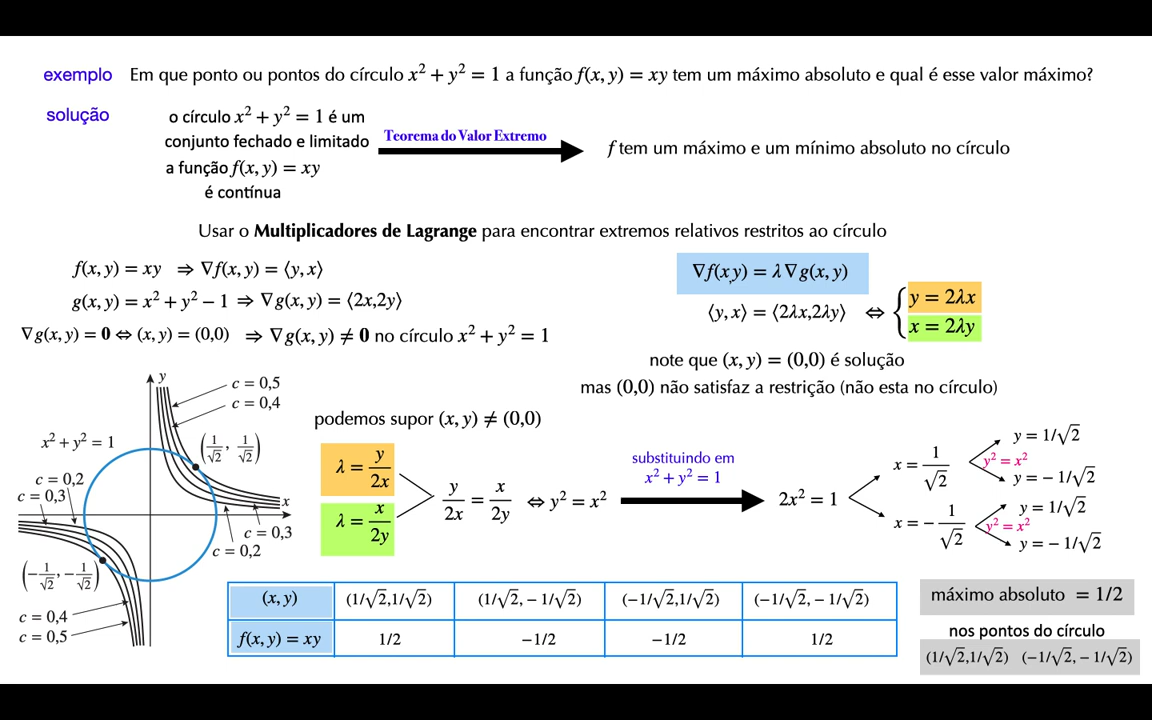 exemplo Em que ponto ou pontos do círculo x² + y² = 1 a função f(x, y) = xy tem um máximo absoluto e qual é esse valor máximo?
solução
o círculo x² + y² = 1 é um
conjunto fechado e limitado
a função f(x, y) = xy
é contínua
Teorema do Valor Extremo
f tem um máximo e um mínimo absoluto no círculo
Usar o Multiplicadores de Lagrange para encontrar extremos relativos restritos ao círculo
f(x, y) = xy ⇒ ∇f(x, y) = ⟨y, x⟩
g(x, y) = x² + y² − 1 ⇒ ∇g(x, y) = ⟨2x,2y⟩
∇g(x, y) = 0 ⇔ (x, y) = (0,0) ⇒ ∇g(x, y) ≠ 0 no círculo x² + y² = 1
∇f(x,y) = λ∇g(x, y)
⟨y, x⟩ = ⟨2λx,2λy⟩ ⇔ { y = 2λx
x = 2λy
note que (x, y) = (0,0) é solução
mas (0,0) não satisfaz a restrição (não esta no círculo)
y
c = 0,5
c = 0,4
x² + y² = 1
(1/√2, 1/√2)
c = 0,2
c = 0,3
x
c = 0,3
c = 0,2
(−1/√2, −1/√2)
c = 0,4
c = 0,5
podemos supor (x, y) ≠ (0,0)
λ = y/2x
λ = x/2y
y/2x = x/2y ⇔ y² = x²
substituindo em
x² + y² = 1
2x² = 1
x = 1/√2
y² = x²
y = 1/√2
y = − 1/√2
x = − 1/√2
y² = x²
y = 1/√2
y = − 1/√2
(x, y) (1/√2,1/√2) (1/√2, − 1/√2) (−1/√2,1/√2) (−1/√2, − 1/√2)
f(x, y) = xy 1/2 −1/2 −1/2 1/2
máximo absoluto = 1/2
nos pontos do círculo
(1/√2,1/√2) (−1/√2, − 1/√2)